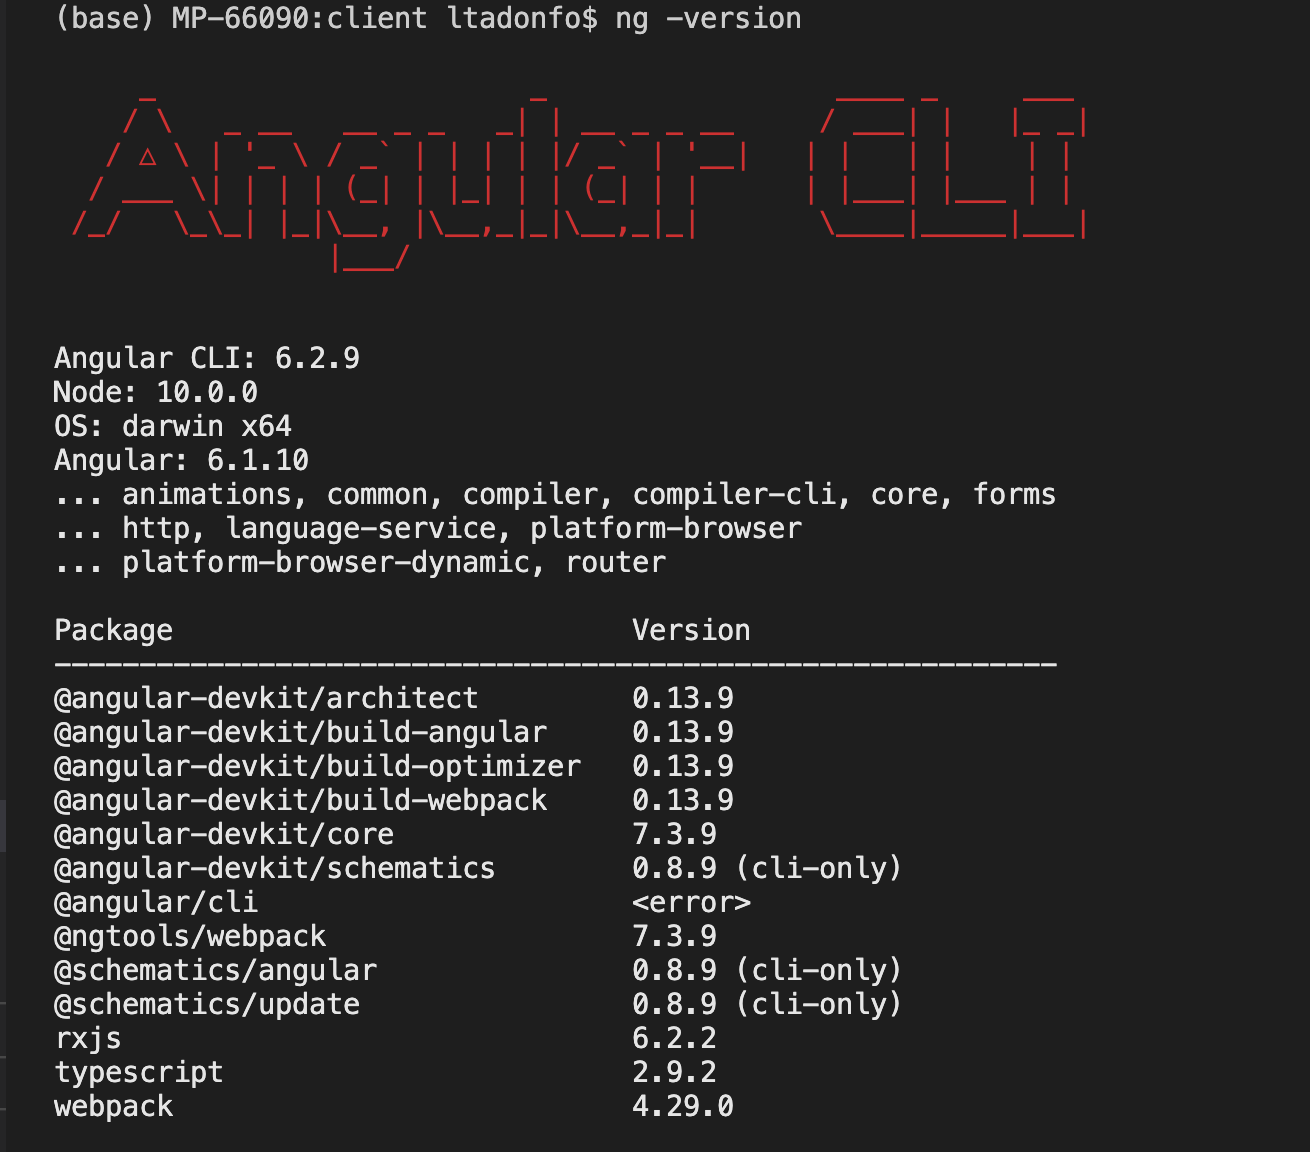 (base) MP-66090:client ltadonfo$ ng -version
Angular CLI
Angular CLI: 6.2.9
Node: 10.0.0
OS: darwin x64
Angular: 6.1.10
... animations, common, compiler, compiler-cli, core, forms
... http, language-service, platform-browser
... platform-browser-dynamic, router
Package Version
-----------------------------------------------------------
@angular-devkit/architect 0.13.9
@angular-devkit/build-angular 0.13.9
@angular-devkit/build-optimizer 0.13.9
@angular-devkit/build-webpack 0.13.9
@angular-devkit/core 7.3.9
@angular-devkit/schematics 0.8.9 (cli-only)
@angular/cli <error>
@ngtools/webpack 7.3.9
@schematics/angular 0.8.9 (cli-only)
@schematics/update 0.8.9 (cli-only)
rxjs 6.2.2
typescript 2.9.2
webpack 4.29.0